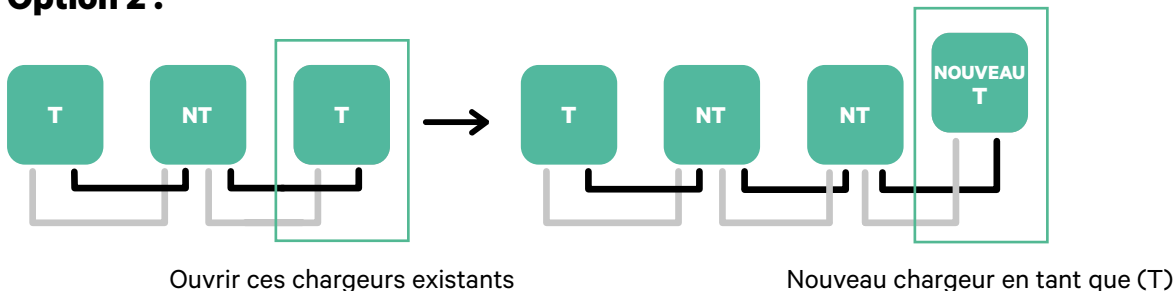 Option 2 :
T
NT
T
T
NT
NT
NOUVEAU
T
Ouvrir ces chargeurs existants
Nouveau chargeur en tant que (T)